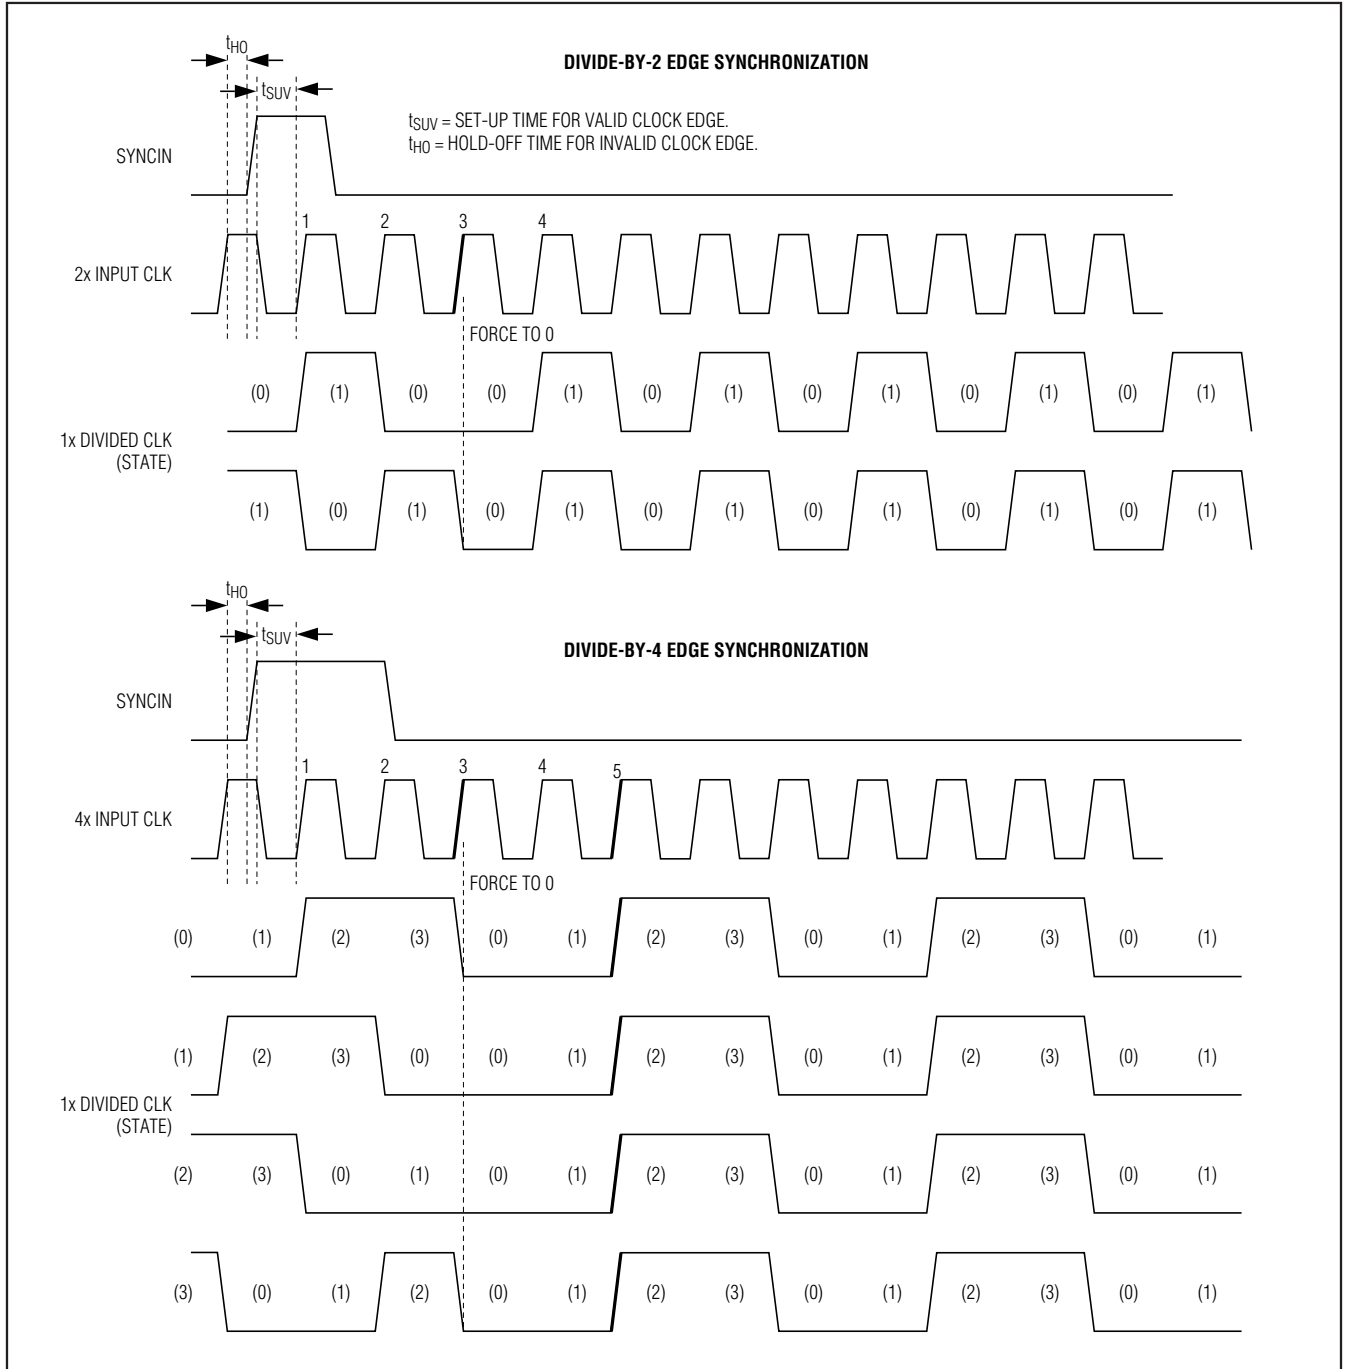 tHO
DIVIDE-BY-2 EDGE SYNCHRONIZATION
tSUV
tSUV = SET-UP TIME FOR VALID CLOCK EDGE.
tHO = HOLD-OFF TIME FOR INVALID CLOCK EDGE.
SYNCIN
1 2 3 4
2x INPUT CLK
FORCE TO 0
(0) (1) (0) (0) (1) (0) (1) (0) (1) (0) (1) (0) (1)
1x DIVIDED CLK
(STATE)
(1) (0) (1) (0) (1) (0) (1) (0) (1) (0) (1) (0) (1)
tHO
tSUV
DIVIDE-BY-4 EDGE SYNCHRONIZATION
SYNCIN
1 2 3 4 5
4x INPUT CLK
FORCE TO 0
(0) (1) (2) (3) (0) (1) (2) (3) (0) (1) (2) (3) (0) (1)
(1) (2) (3) (0) (0) (1) (2) (3) (0) (1) (2) (3) (0) (1)
1x DIVIDED CLK
(STATE)
(2) (3) (0) (1) (0) (1) (2) (3) (0) (1) (2) (3) (0) (1)
(3) (0) (1) (2) (0) (1) (2) (3) (0) (1) (2) (3) (0) (1)